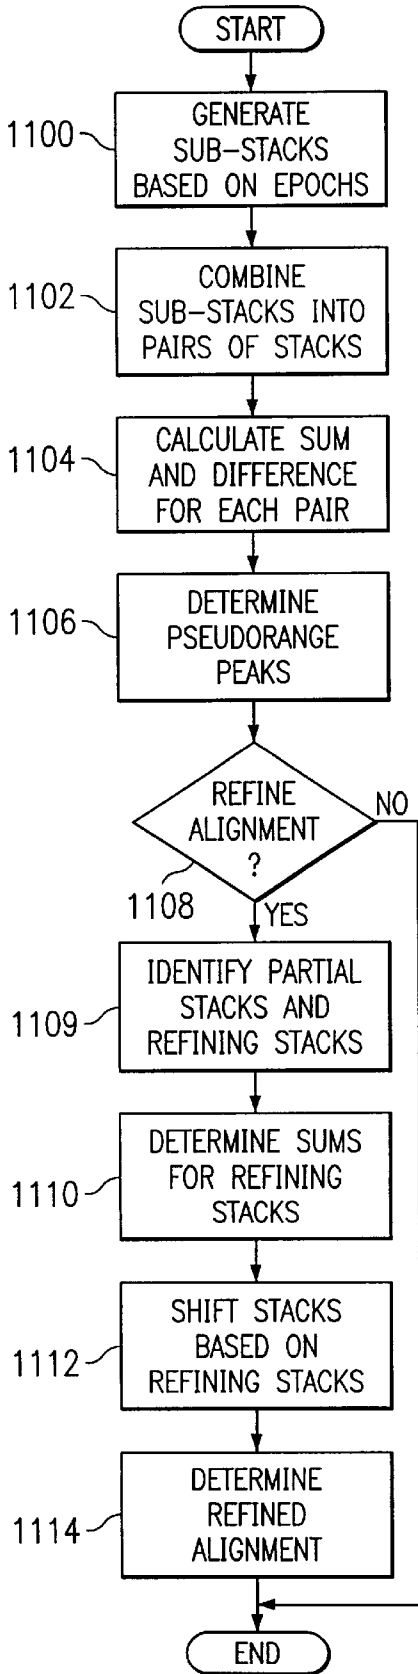 START
1100
GENERATE
SUB-STACKS
BASED ON EPOCHS
1102
COMBINE
SUB-STACKS INTO
PAIRS OF STACKS
1104
CALCULATE SUM
AND DIFFERENCE
FOR EACH PAIR
1106
DETERMINE
PSEUDORANGE
PEAKS
REFINE
ALIGNMENT
?
NO
1108
YES
1109
IDENTIFY PARTIAL
STACKS AND
REFINING STACKS
1110
DETERMINE SUMS
FOR REFINING
STACKS
1112
SHIFT STACKS
BASED ON
REFINING STACKS
1114
DETERMINE
REFINED
ALIGNMENT
END